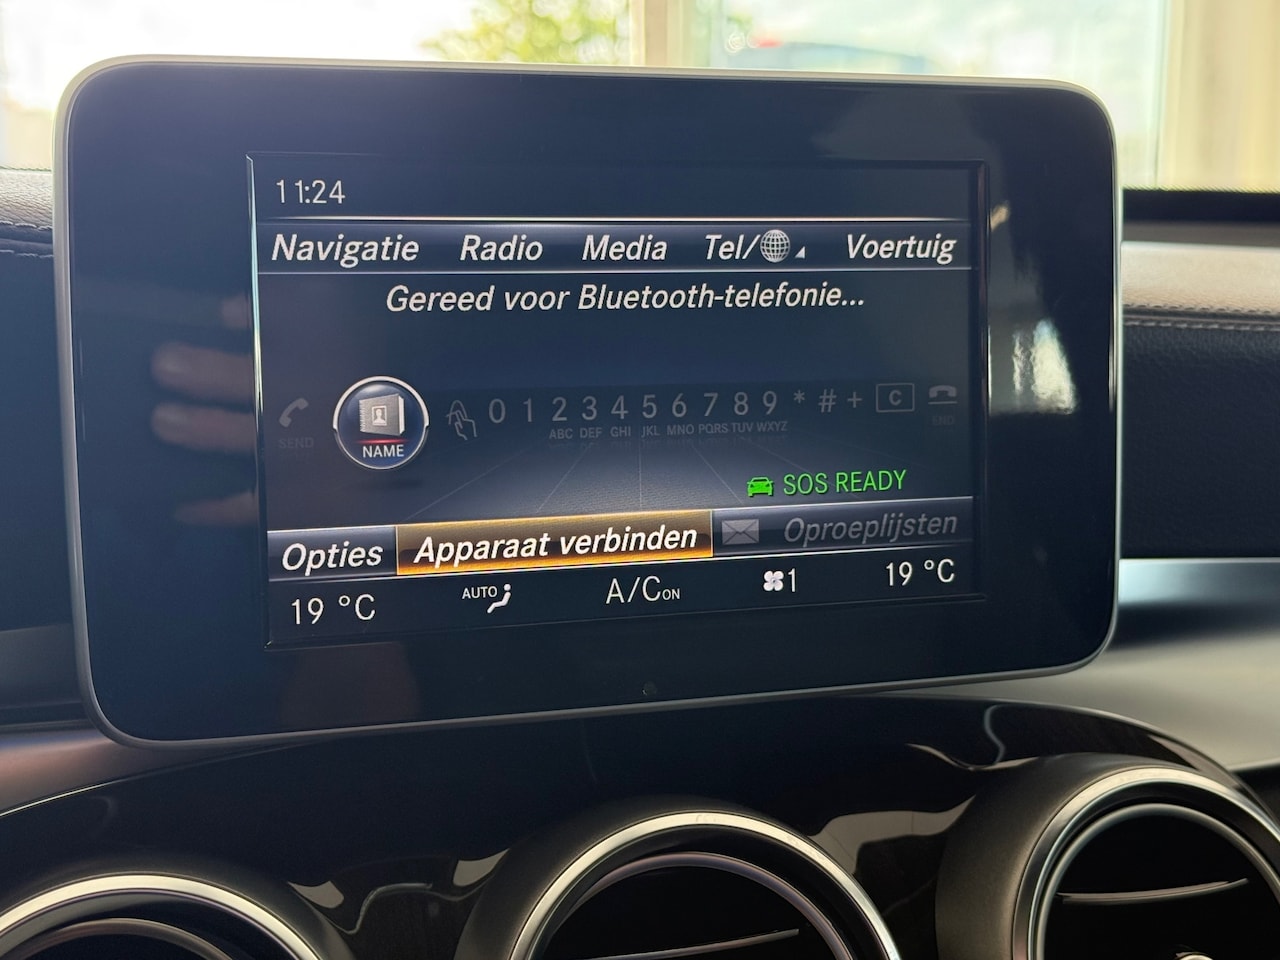 11:24
Navigatie Radio Media Tel/ Voertuig
Gereed voor Bluetooth-telefonie...
SEND NAME 0 1 2 3 4 5 6 7 8 9 * # + C END
ABC DEF GHI JKL MNO PQRS TUV WXYZ
SOS READY
Opties Apparaat verbinden Oproeplijsten
19 °C AUTO A/C ON 1 19 °C